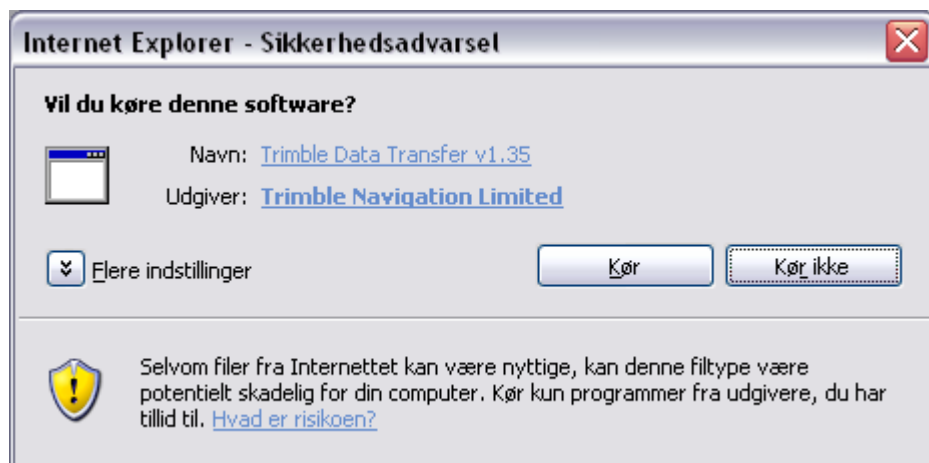 Internet Explorer - Sikkerhedsadvarsel
Vil du køre denne software?
Navn: Trimble Data Transfer v1.35
Udgiver: Trimble Navigation Limited
Flere indstillinger
Kør
Kør ikke
Selvom filer fra Internettet kan være nyttige, kan denne filtype være
potentielt skadelig for din computer. Kør kun programmer fra udgivere, du har
tillid til. Hvad er risikoen?